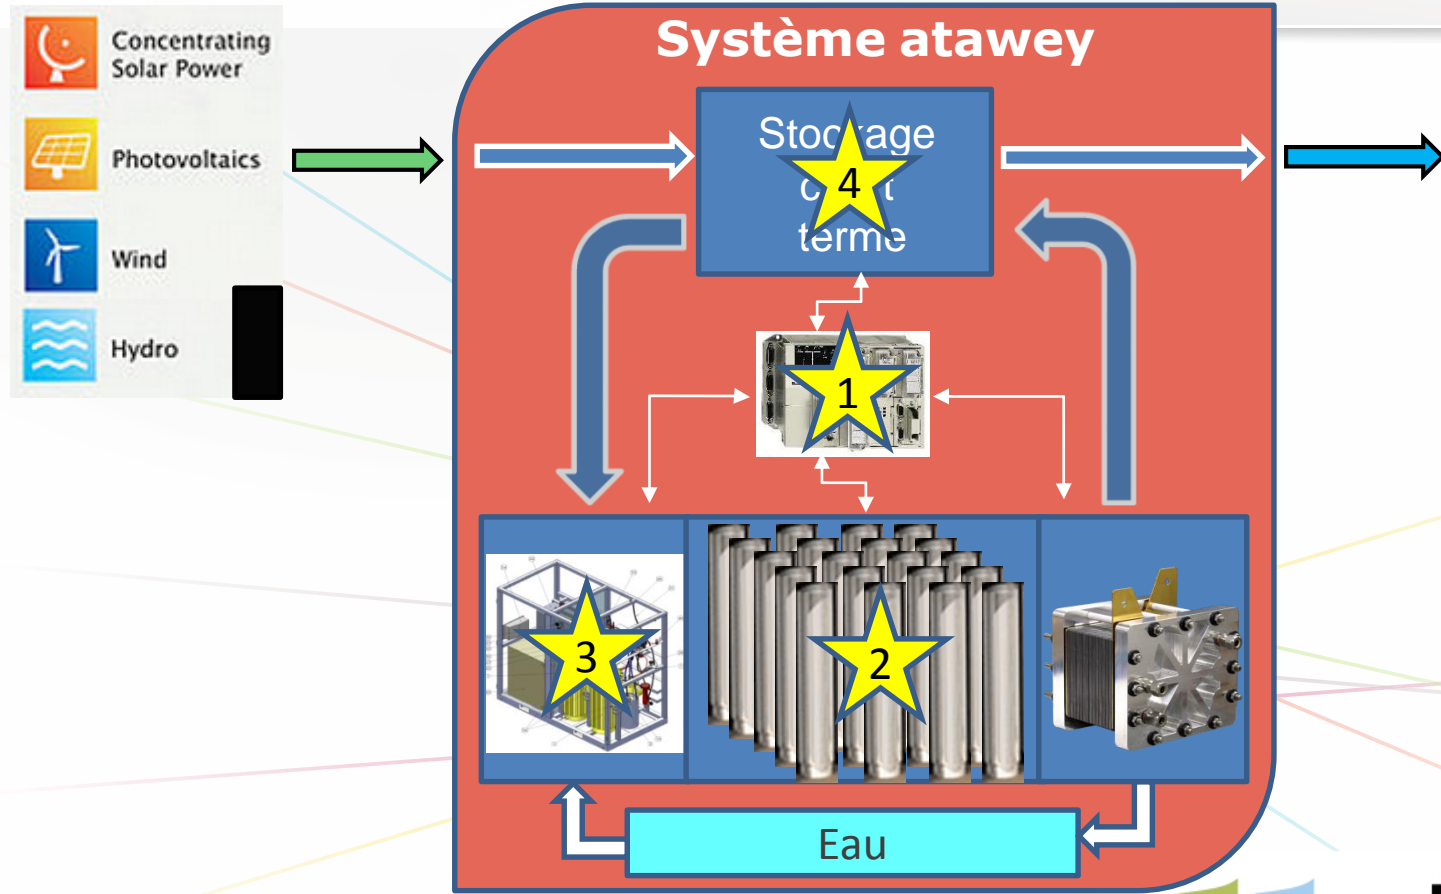 Système atawey
Concentrating
Solar Power
Photovoltaics
Wind
Hydro
Stockage
4
terme
1
3
2
Eau